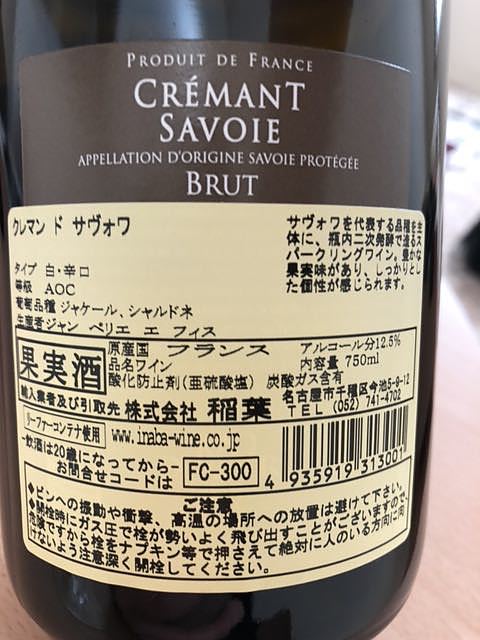 PRODUIT DE FRANCE
CRÉMANT
SAVOIE
APPELLATION D'ORIGINE SAVOIE PROTÉGÉE
BRUT
クレマン ド サヴォワ
サヴォワを代表する品種を主
体に、瓶内二次発酵で造るス
パークリングワイン。豊かな
果実味があり、しっかりとし
た個性が感じられます。
タイプ 白・辛口
等級 AOC
葡萄品種 ジャケール、シャルドネ
生産者 ジャン ペリエ エ フィス
果実酒
原産国 フランス アルコール分12.5%
品名 ワイン 内容量 750ml
酸化防止剤(亜硫酸塩) 炭酸ガス含有
輸入業者及び引取先 株式会社 稲葉 名古屋市千種区今池5-9-12
TEL (052) 741-4702
リーファーコンテナ使用 www.inaba-wine.co.jp
-飲酒は20歳になってから-
お問合せコードは FC-300
4 935919 313001
ご注意
●ビンへの振動や衝撃、高温の場所への放置は避けて下さい。
●開栓時にガス圧で栓が勢いよく飛び出すことがございますので、
危険ですから栓をナプキン等で押さえて絶対に人のいる方向に向
けないよう注意深く開栓してください。